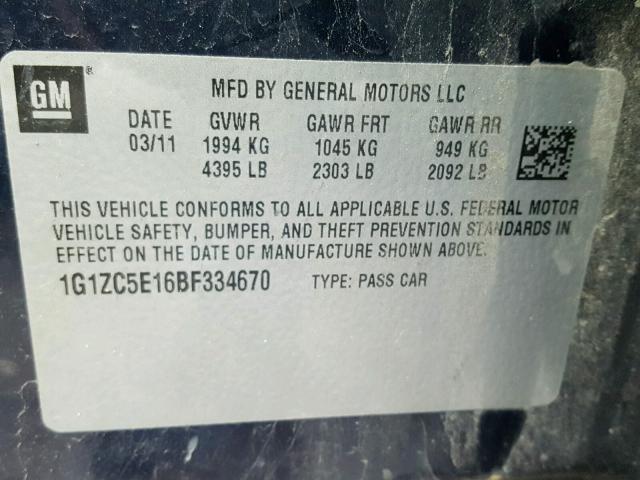 GM ®
MFD BY GENERAL MOTORS LLC
DATE GVWR GAWR FRT GAWR RR
03/11 1994 KG 1045 KG 949 KG
4395 LB 2303 LB 2092 LB
THIS VEHICLE CONFORMS TO ALL APPLICABLE U.S. FEDERAL MOTOR
VEHICLE SAFETY, BUMPER, AND THEFT PREVENTION STANDARDS IN
EFFECT ON THE DATE OF MANUFACTURE SHOWN ABOVE.
1G1ZC5E16BF334670 TYPE: PASS CAR